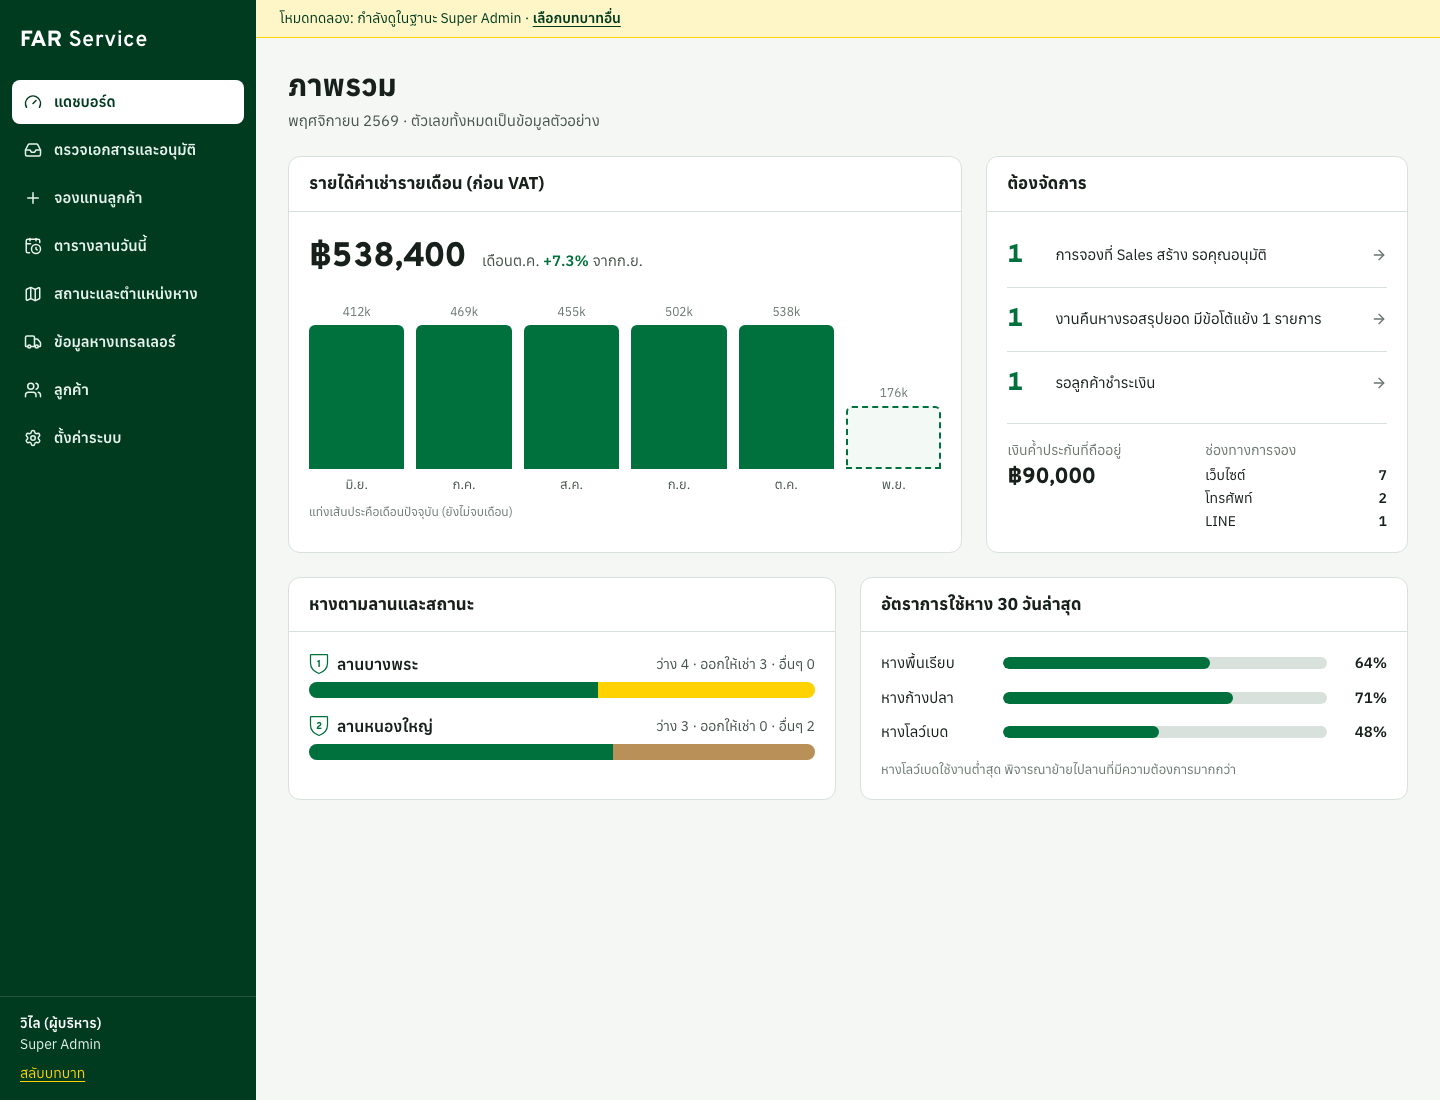 FAR Service
แดชบอร์ด
ตรวจเอกสารและอนุมัติ
จองแทนลูกค้า
ตารางลานวันนี้
สถานะและตำแหน่งหาง
ข้อมูลหางเทรลเลอร์
ลูกค้า
ตั้งค่าระบบ
วิไล (ผู้บริหาร)
Super Admin
สลับบทบาท
โหมดทดลอง: กำลังดูในฐานะ Super Admin · เลือกบทบาทอื่น
ภาพรวม
พฤศจิกายน 2569 · ตัวเลขทั้งหมดเป็นข้อมูลตัวอย่าง
รายได้ค่าเช่ารายเดือน (ก่อน VAT)
฿538,400 เดือนต.ค. +7.3% จากก.ย.
412k 469k 455k 502k 538k 176k
มิ.ย. ก.ค. ส.ค. ก.ย. ต.ค. พ.ย.
แท่งเส้นประคือเดือนปัจจุบัน (ยังไม่จบเดือน)
ต้องจัดการ
1 การจองที่ Sales สร้าง รอคุณอนุมัติ
1 งานคืนหางรอสรุปยอด มีข้อโต้แย้ง 1 รายการ
1 รอลูกค้าชำระเงิน
เงินค้ำประกันที่ถืออยู่
฿90,000
ช่องทางการจอง
เว็บไซต์ 7
โทรศัพท์ 2
LINE 1
หางตามลานและสถานะ
1 ลานบางพระ ว่าง 4 · ออกให้เช่า 3 · อื่นๆ 0
2 ลานหนองใหญ่ ว่าง 3 · ออกให้เช่า 0 · อื่นๆ 2
อัตราการใช้หาง 30 วันล่าสุด
หางพื้นเรียบ 64%
หางก้างปลา 71%
หางโลว์เบด 48%
หางโลว์เบดใช้งานต่ำสุด พิจารณาย้ายไปลานที่มีความต้องการมากกว่า